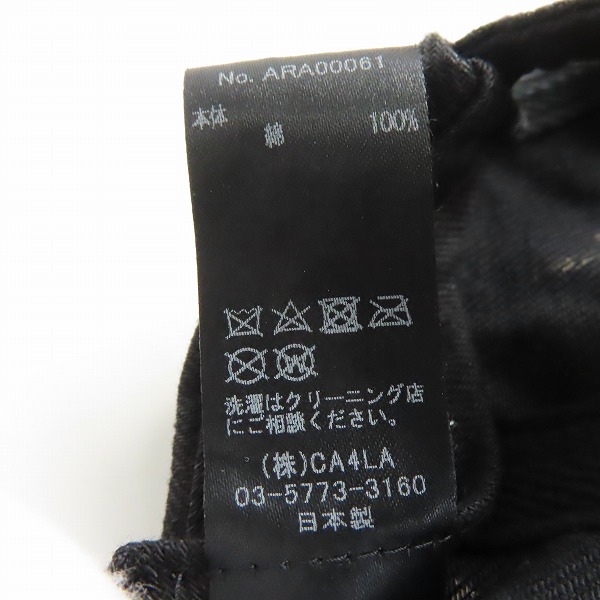 No. ARA00061
本体 綿 100%
W
洗濯はクリーニング店
にご相談ください。
(株)CA4LA
03-5773-3160
日本製